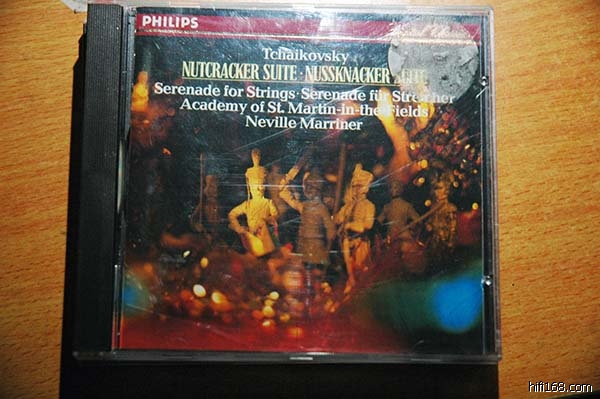 PHILIPS
Tchaikovsky
NUTCRACKER SUITE · NUSSKNACKER
Serenade for Strings · Serenade für
Academy of St. Martin-in-the-Fields
Neville Marriner
hifi168.com